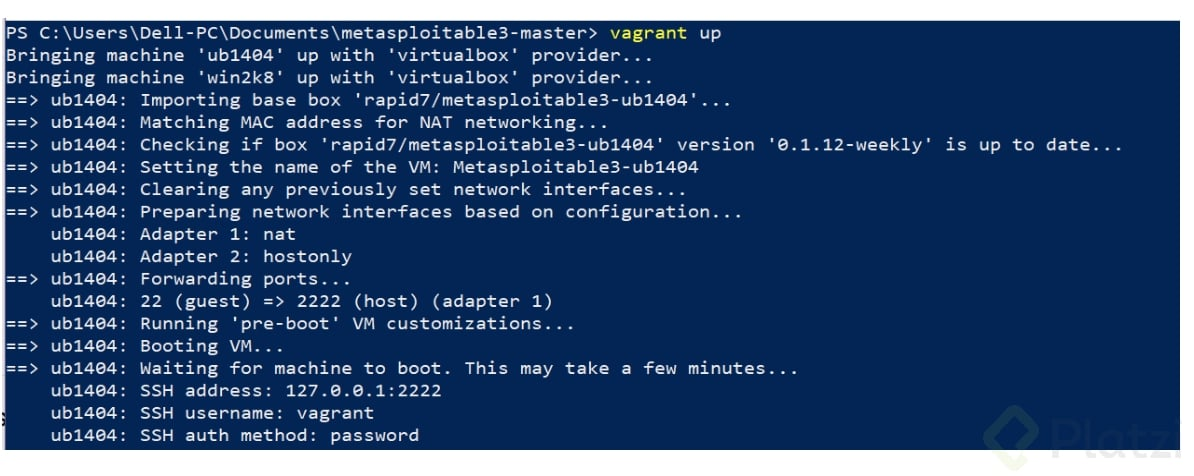 PS C:\Users\Dell-PC\Documents\metasploitable3-master> vagrant up
Bringing machine 'ub1404' up with 'virtualbox' provider...
Bringing machine 'win2k8' up with 'virtualbox' provider...
==> ub1404: Importing base box 'rapid7/metasploitable3-ub1404'...
==> ub1404: Matching MAC address for NAT networking...
==> ub1404: Checking if box 'rapid7/metasploitable3-ub1404' version '0.1.12-weekly' is up to date...
==> ub1404: Setting the name of the VM: Metasploitable3-ub1404
==> ub1404: Clearing any previously set network interfaces...
==> ub1404: Preparing network interfaces based on configuration...
    ub1404: Adapter 1: nat
    ub1404: Adapter 2: hostonly
==> ub1404: Forwarding ports...
    ub1404: 22 (guest) => 2222 (host) (adapter 1)
==> ub1404: Running 'pre-boot' VM customizations...
==> ub1404: Booting VM...
==> ub1404: Waiting for machine to boot. This may take a few minutes...
    ub1404: SSH address: 127.0.0.1:2222
    ub1404: SSH username: vagrant
    ub1404: SSH auth method: password
Platzi